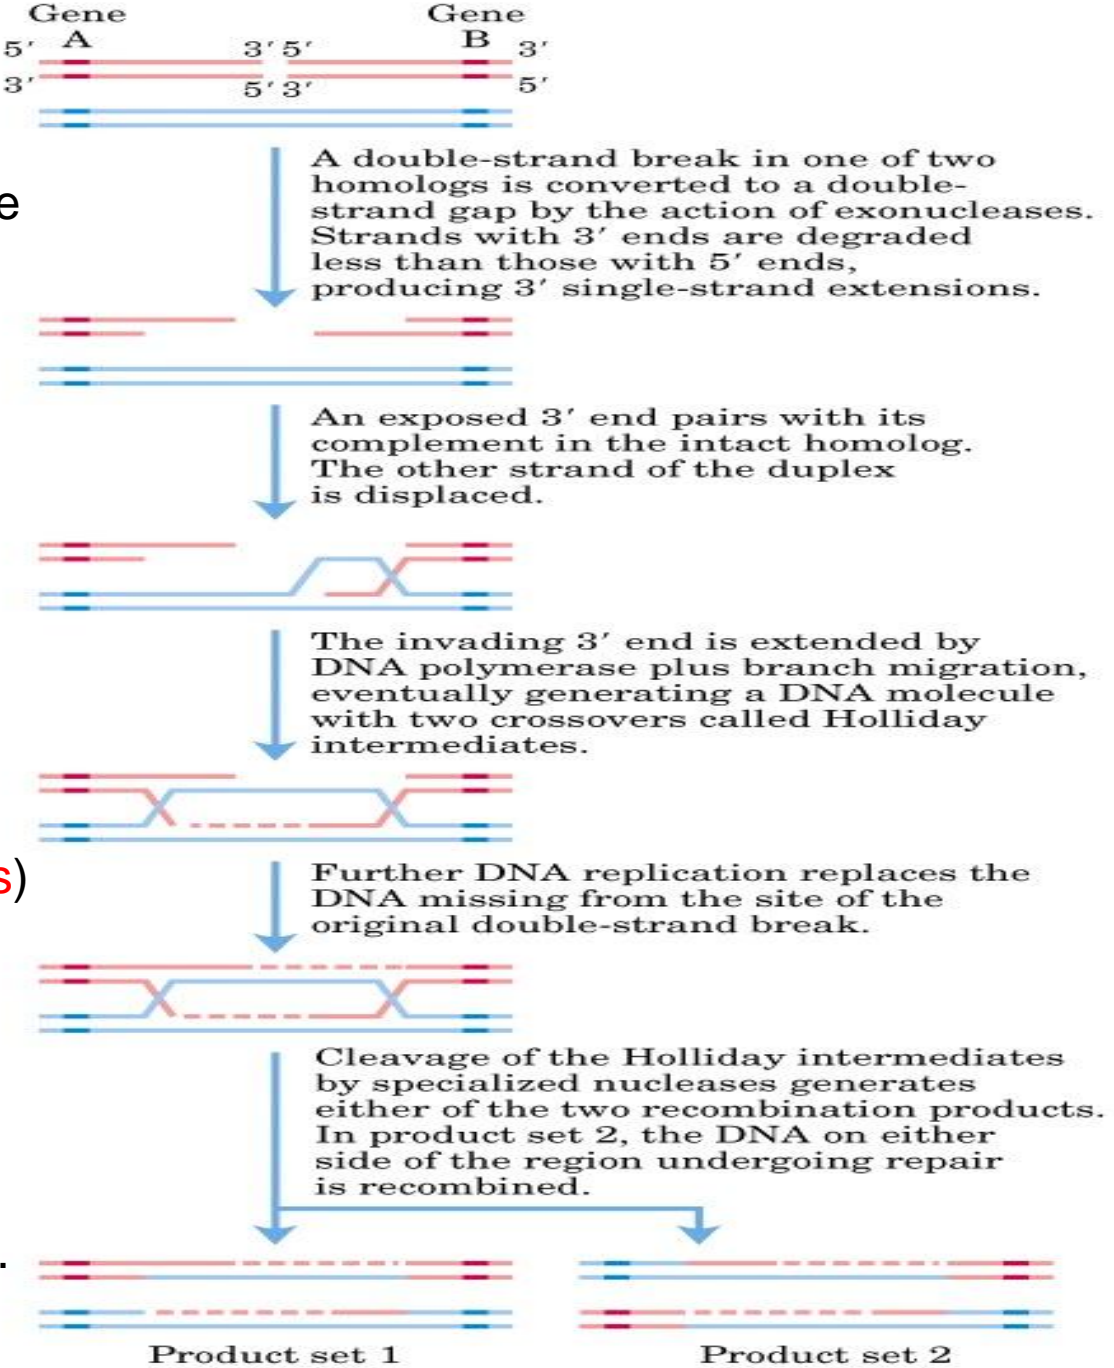 Gene Gene
5′ A 3′ 5′ B 3′
3′ 5′ 3′ 5′
A double-strand break in one of two
homologs is converted to a double-
e
strand gap by the action of exonucleases.
Strands with 3′ ends are degraded
less than those with 5′ ends,
producing 3′ single-strand extensions.
An exposed 3′ end pairs with its
complement in the intact homolog.
The other strand of the duplex
is displaced.
The invading 3′ end is extended by
DNA polymerase plus branch migration,
eventually generating a DNA molecule
with two crossovers called Holliday
intermediates.
s)
Further DNA replication replaces the
DNA missing from the site of the
original double-strand break.
Cleavage of the Holliday intermediates
by specialized nucleases generates
either of the two recombination products.
In product set 2, the DNA on either
side of the region undergoing repair
is recombined.
.
Product set 1 Product set 2